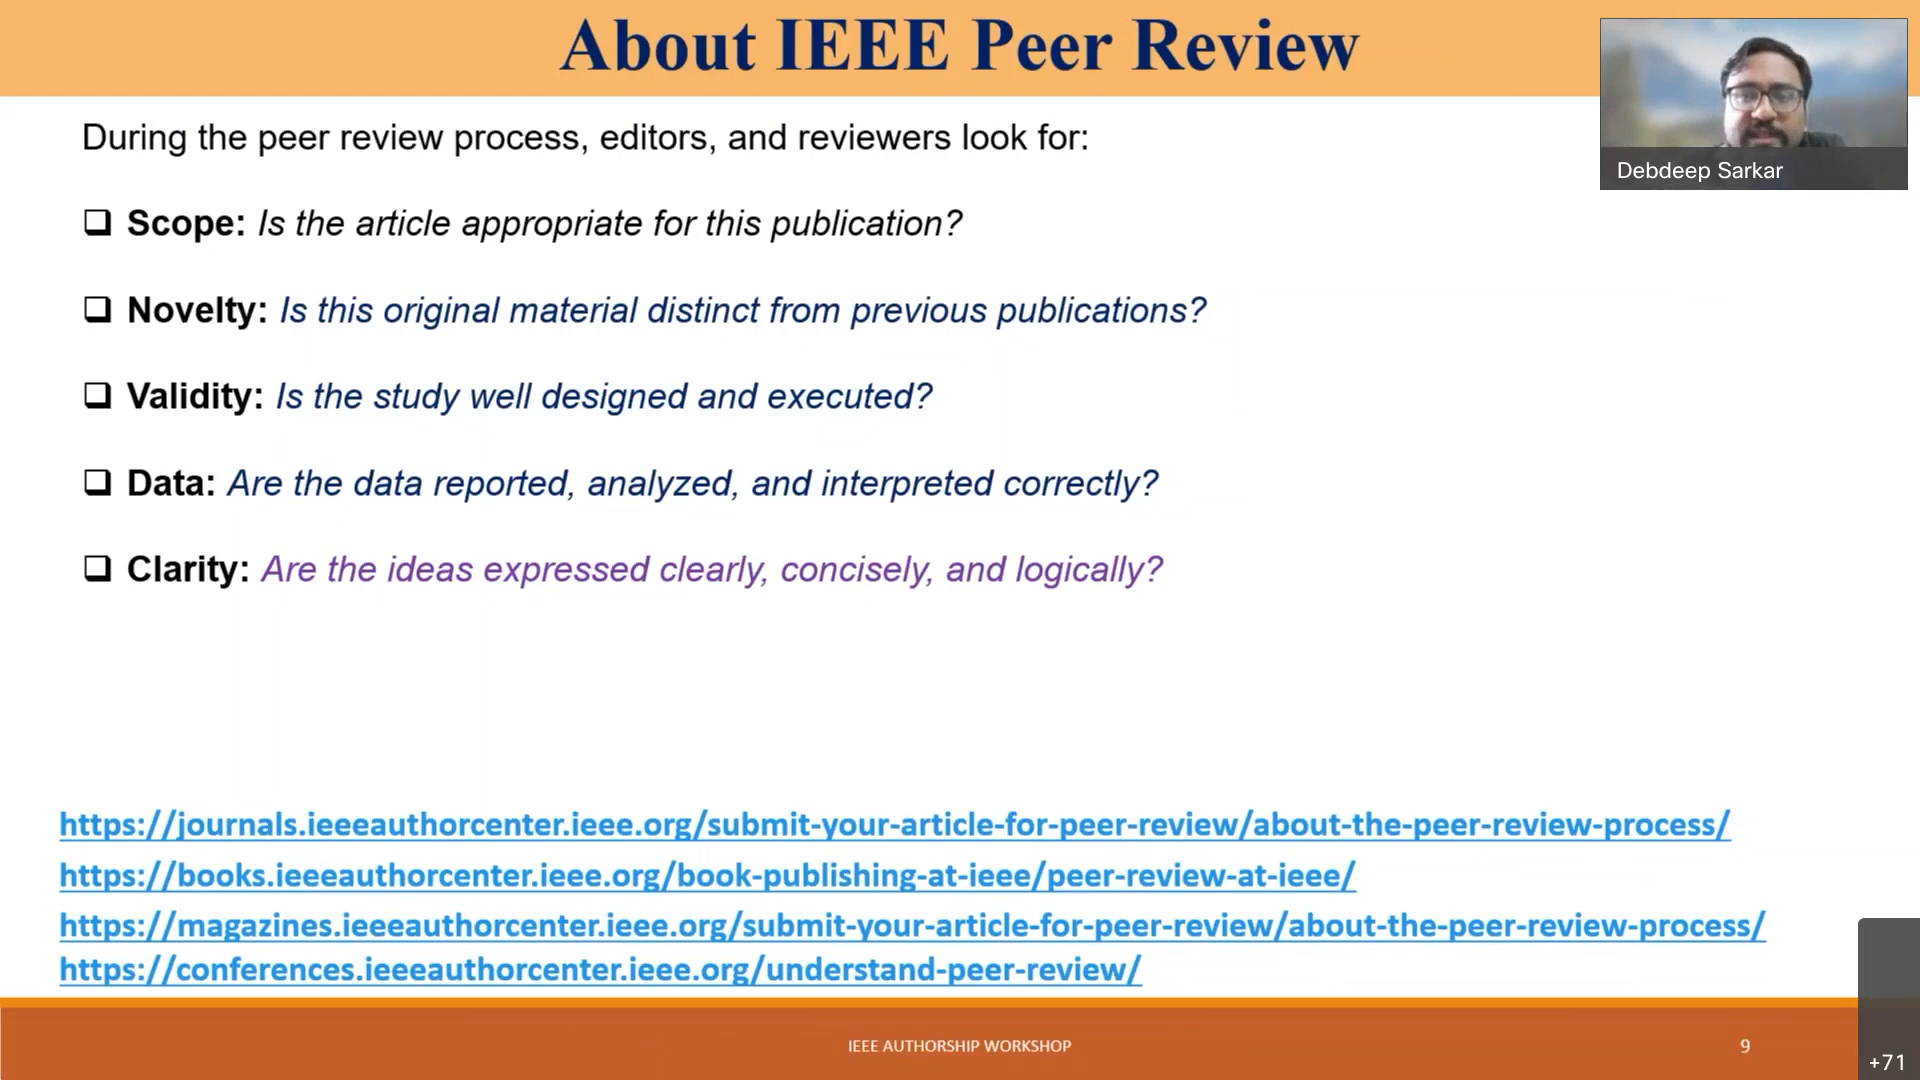 About IEEE Peer Review
Debdeep Sarkar
During the peer review process, editors, and reviewers look for:
Scope: Is the article appropriate for this publication?
Novelty: Is this original material distinct from previous publications?
Validity: Is the study well designed and executed?
Data: Are the data reported, analyzed, and interpreted correctly?
Clarity: Are the ideas expressed clearly, concisely, and logically?
https://journals.ieeeauthorcenter.ieee.org/submit-your-article-for-peer-review/about-the-peer-review-process/
https://books.ieeeauthorcenter.ieee.org/book-publishing-at-ieee/peer-review-at-ieee/
https://magazines.ieeeauthorcenter.ieee.org/submit-your-article-for-peer-review/about-the-peer-review-process/
https://conferences.ieeeauthorcenter.ieee.org/understand-peer-review/
IEEE AUTHORSHIP WORKSHOP
9
+71